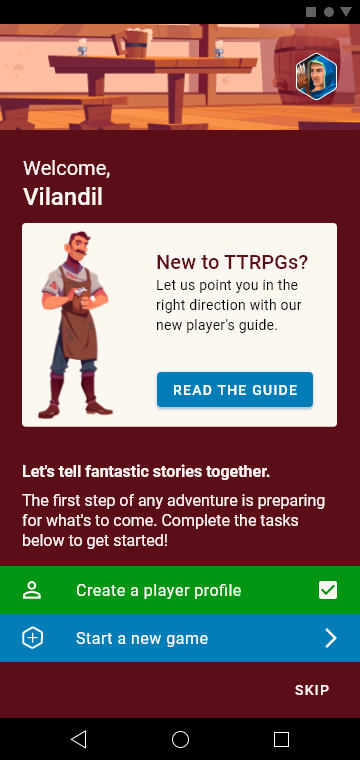 Welcome,
Vilandil
New to TTRPGs?
Let us point you in the
right direction with our
new player's guide.
READ THE GUIDE
Let's tell fantastic stories together.
The first step of any adventure is preparing
for what's to come. Complete the tasks
below to get started!
Create a player profile
Start a new game
SKIP